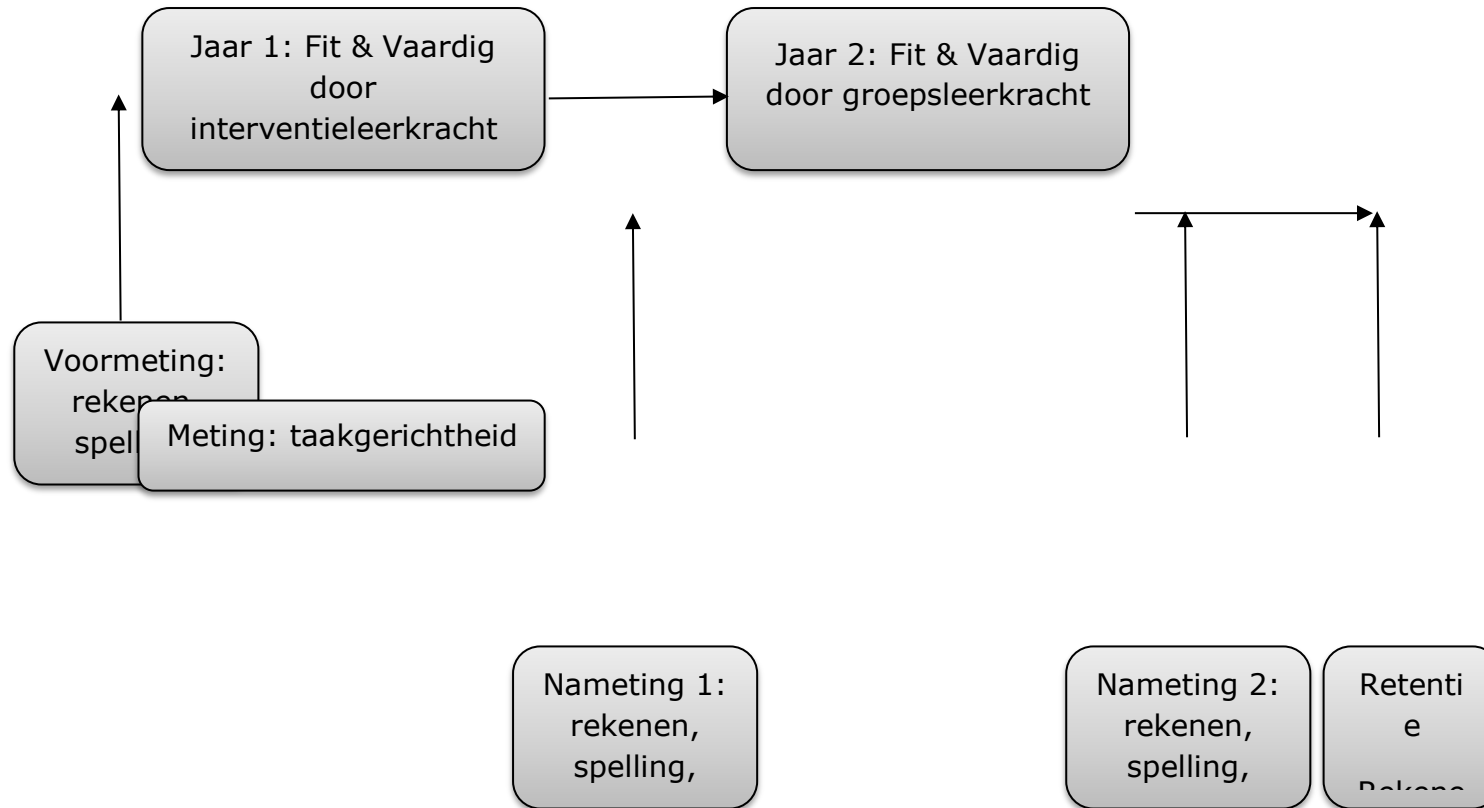 Jaar 1: Fit & Vaardig
door
interventieleerkracht
Jaar 2: Fit & Vaardig
door groepsleerkracht
Voormeting:
Meting: taakgerichtheid
Nameting 1:
rekenen,
spelling,
Nameting 2:
rekenen,
spelling,
Retenti
e